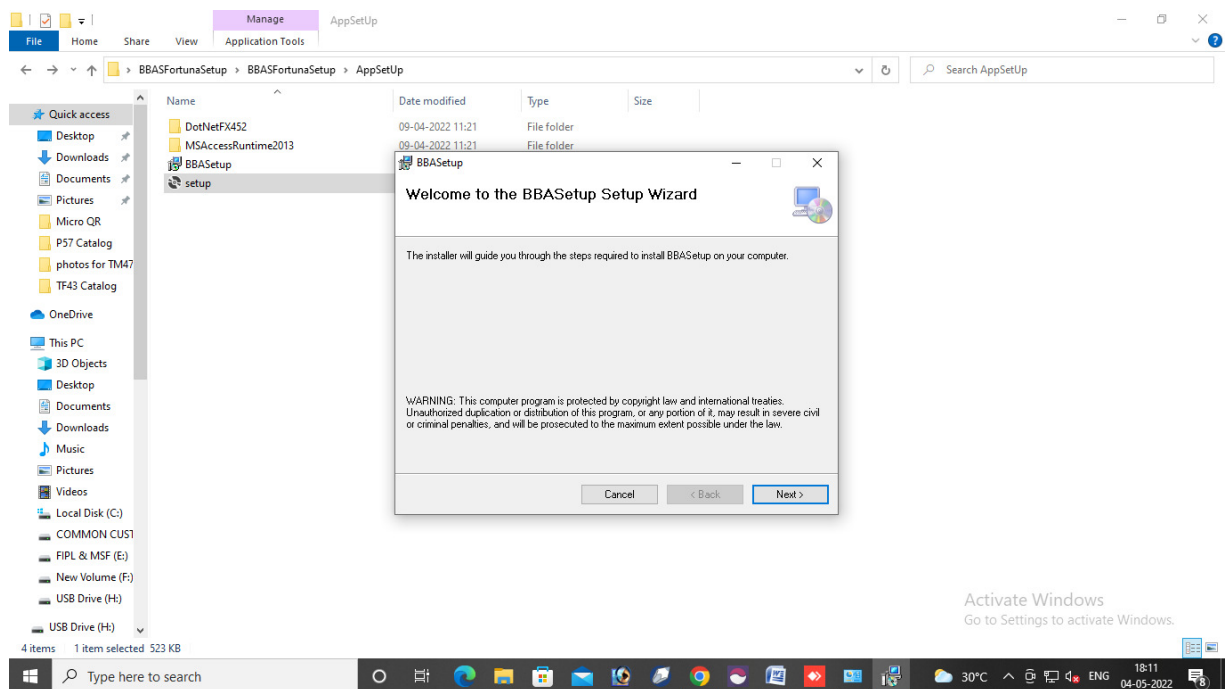 Manage
AppSetUp
File Home Share View Application Tools
BBASFortunaSetup > BBASFortunaSetup > AppSetUp
Search AppSetUp
Name Date modified Type Size
Quick access
Desktop
Downloads
Documents
Pictures
Micro QR
P57 Catalog
photos for TM47
TF43 Catalog
OneDrive
This PC
3D Objects
Desktop
Documents
Downloads
Music
Pictures
Videos
Local Disk (C:)
COMMON CUST
FIPL & MSF (E:)
New Volume (F:)
USB Drive (H:)
USB Drive (H:)
DotNetFX452 09-04-2022 11:21 File folder
MSAccessRuntime2013 09-04-2022 11:21 File folder
BBASetup
setup
BBASetup
Welcome to the BBASetup Setup Wizard
The installer will guide you through the steps required to install BBASetup on your computer.
WARNING: This computer program is protected by copyright law and international treaties.
Unauthorized duplication or distribution of this program, or any portion of it, may result in severe civil
or criminal penalties, and will be prosecuted to the maximum extent possible under the law.
Cancel < Back Next >
Activate Windows
Go to Settings to activate Windows.
4 items 1 item selected 523 KB
Type here to search
30°C ENG 18:11
04-05-2022
8